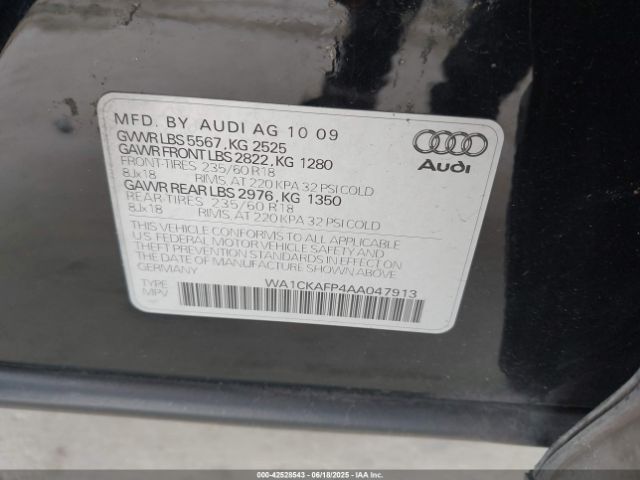 MFD. BY AUDI AG 10 09
GVWR LBS 5567, KG 2525
GAWR FRONT LBS 2822, KG 1280
FRONT-TIRES 235/60 R18
8Jx18 RIMS, AT 220 KPA 32 PSI COLD
GAWR REAR LBS 2976, KG 1350
REAR-TIRES 235/60 R18
8Jx18 RIMS, AT 220 KPA 32 PSI COLD
Audi
THIS VEHICLE CONFORMS TO ALL APPLICABLE
U.S. FEDERAL MOTOR VEHICLE SAFETY AND
THEFT PREVENTION STANDARDS IN EFFECT ON
THE DATE OF MANUFACTURE SHOWN ABOVE
GERMANY
TYPE WA1CKAFP4AA047913
MPV
000-42528543 06/18/2025 - IAAI.COM